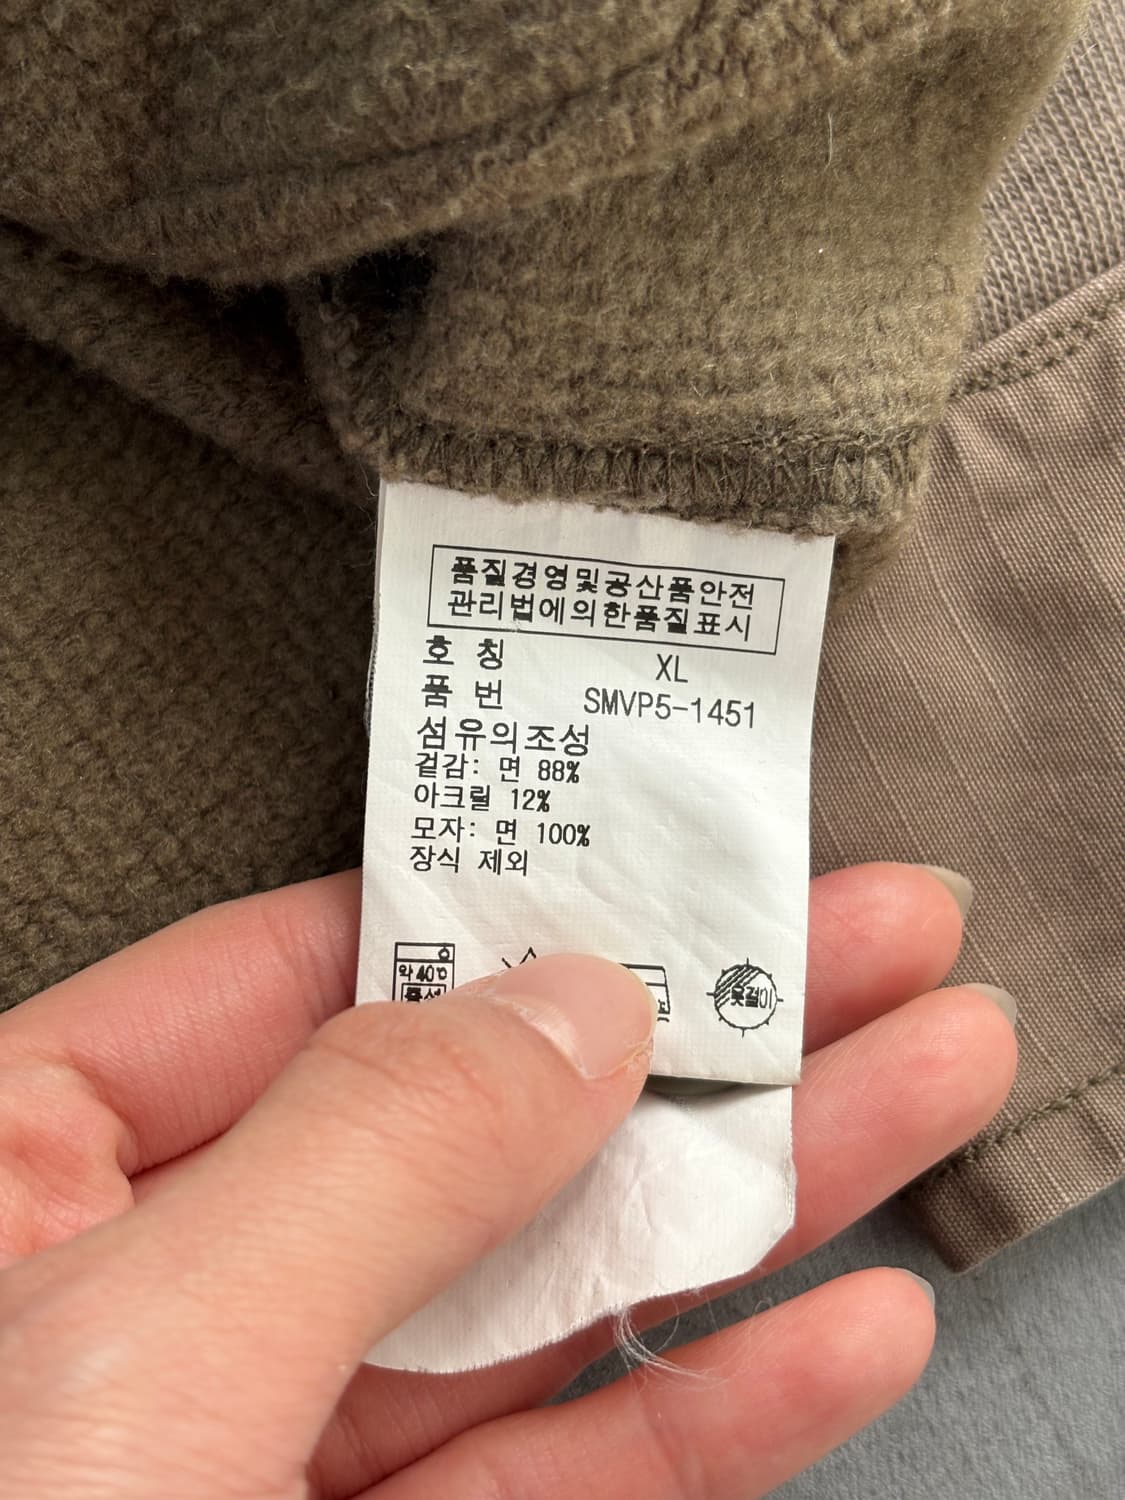 품질경영및공산품안전
관리법에의한품질표시
호 칭 XL
품 번 SMVP5-1451
섬유의조성
겉감: 면 88%
아크릴 12%
모자: 면 100%
장식 제외
약 40℃
중성
옷걸이